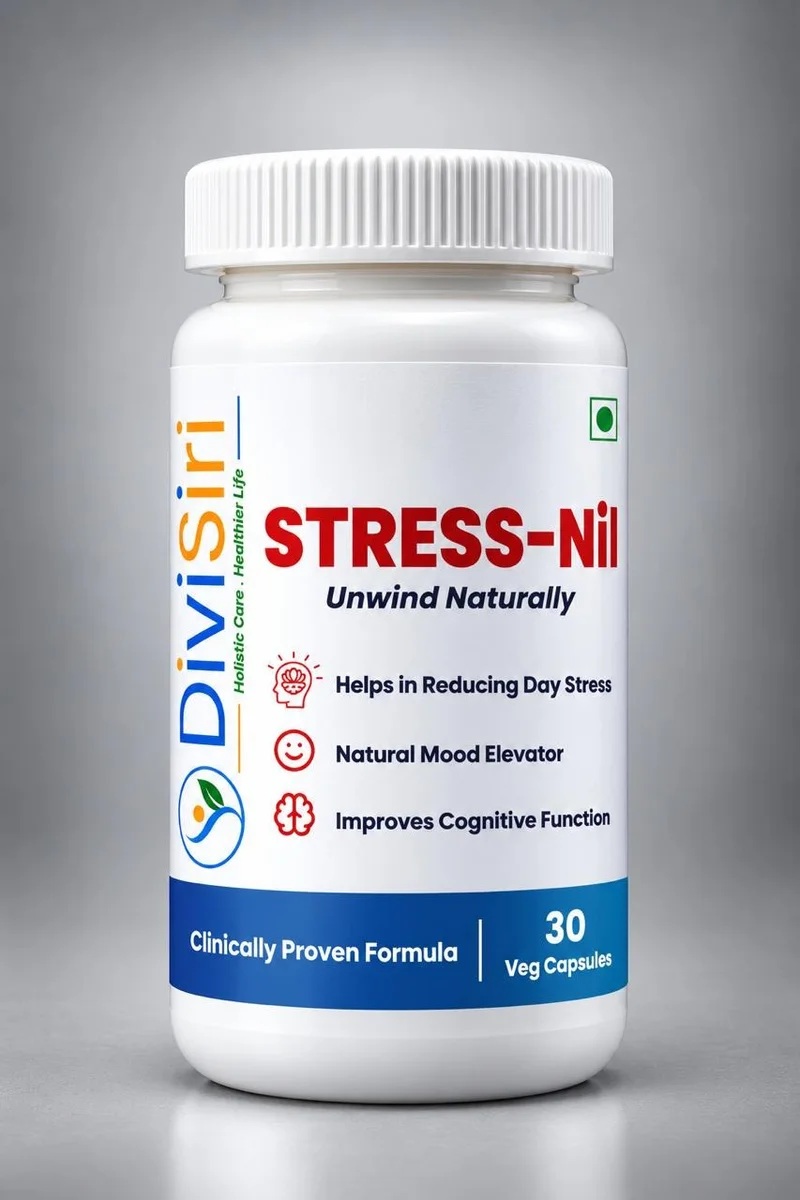 DiviSiri
Holistic Care . Healthier Life
STRESS-Nil
Unwind Naturally
Helps in Reducing Day Stress
Natural Mood Elevator
Improves Cognitive Function
Clinically Proven Formula
30
Veg Capsules